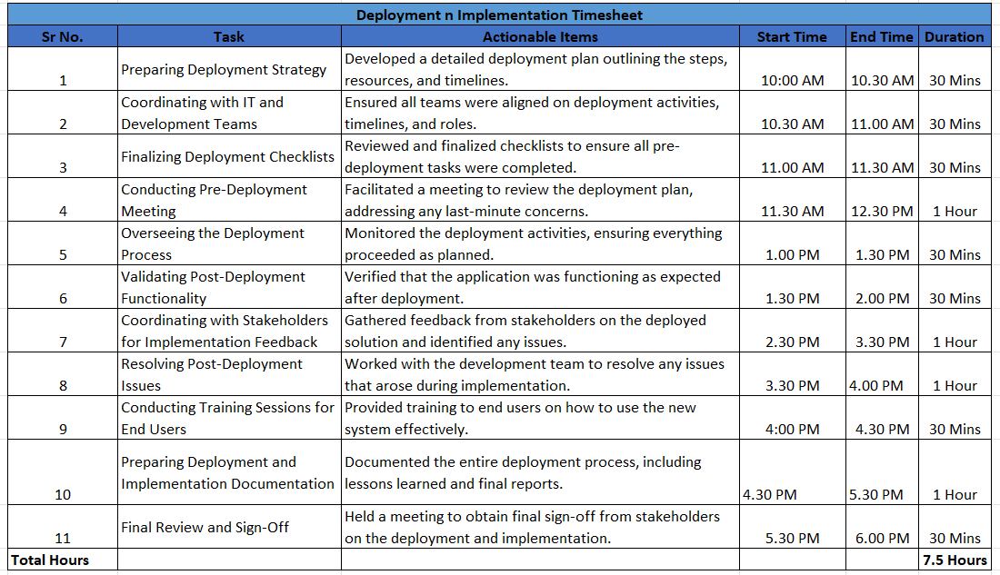 Deployment n Implementation Timesheet
Sr No. Task Actionable Items Start Time End Time Duration
1 Preparing Deployment Strategy Developed a detailed deployment plan outlining the steps,
resources, and timelines. 10:00 AM 10.30 AM 30 Mins
2 Coordinating with IT and
Development Teams Ensured all teams were aligned on deployment activities,
timelines, and roles. 10.30 AM 11.00 AM 30 Mins
3 Finalizing Deployment Checklists Reviewed and finalized checklists to ensure all pre-
deployment tasks were completed. 11.00 AM 11.30 AM 30 Mins
4 Conducting Pre-Deployment
Meeting Facilitated a meeting to review the deployment plan,
addressing any last-minute concerns. 11.30 AM 12.30 PM 1 Hour
5 Overseeing the Deployment
Process Monitored the deployment activities, ensuring everything
proceeded as planned. 1.00 PM 1.30 PM 30 Mins
6 Validating Post-Deployment
Functionality Verified that the application was functioning as expected
after deployment. 1.30 PM 2.00 PM 30 Mins
7 Coordinating with Stakeholders
for Implementation Feedback Gathered feedback from stakeholders on the deployed
solution and identified any issues. 2.30 PM 3.30 PM 1 Hour
8 Resolving Post-Deployment
Issues Worked with the development team to resolve any issues
that arose during implementation. 3.30 PM 4.00 PM 1 Hour
9 Conducting Training Sessions for
End Users Provided training to end users on how to use the new
system effectively. 4:00 PM 4.30 PM 30 Mins
10 Preparing Deployment and
Implementation Documentation Documented the entire deployment process, including
lessons learned and final reports. 4.30 PM 5.30 PM 1 Hour
11 Final Review and Sign-Off Held a meeting to obtain final sign-off from stakeholders
on the deployment and implementation. 5.30 PM 6.00 PM 30 Mins
Total Hours 7.5 Hours